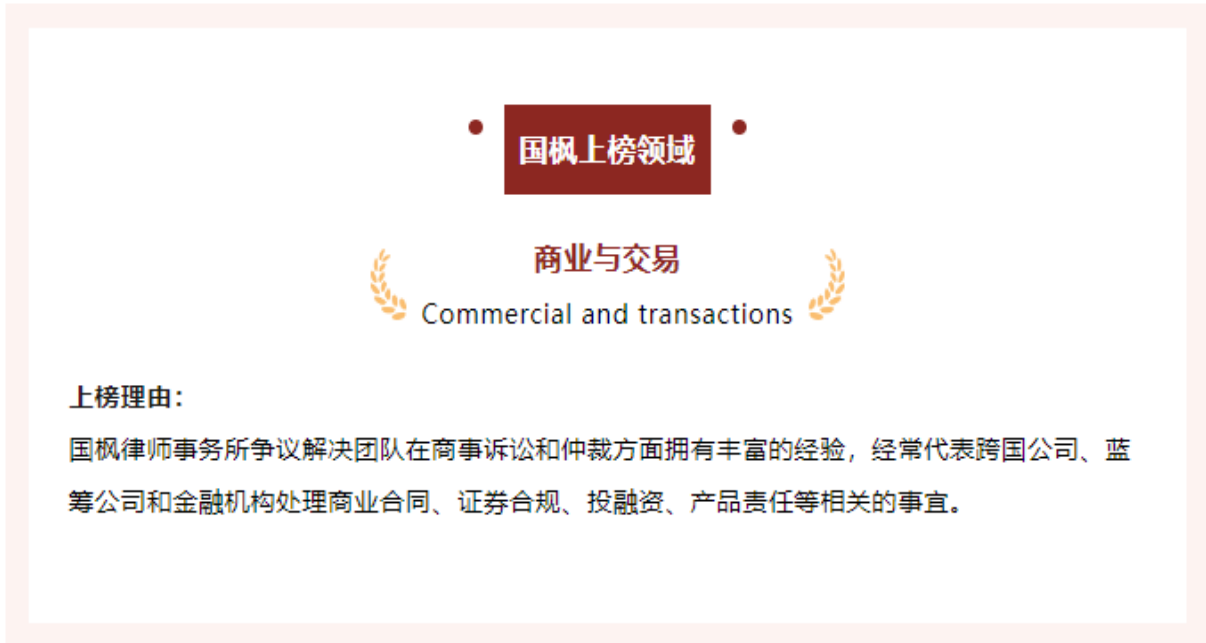 国枫上榜领域
商业与交易
Commercial and transactions
上榜理由：
国枫律师事务所争议解决团队在商事诉讼和仲裁方面拥有丰富的经验，经常代表跨国公司、蓝
筹公司和金融机构处理商业合同、证券合规、投融资、产品责任等相关的事宜。